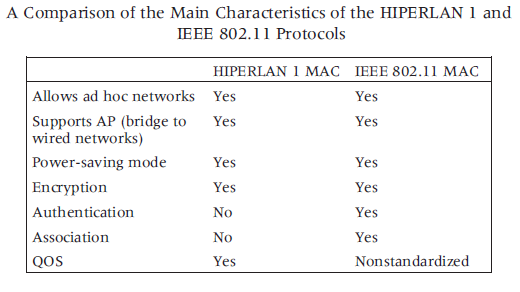 A Comparison of the Main Characteristics of the HIPERLAN 1 and
IEEE 802.11 Protocols
HIPERLAN 1 MAC IEEE 802.11 MAC
Allows ad hoc networks Yes Yes
Supports AP (bridge to Yes Yes
wired networks)
Power-saving mode Yes Yes
Encryption Yes Yes
Authentication No Yes
Association No Yes
QOS Yes Nonstandardized